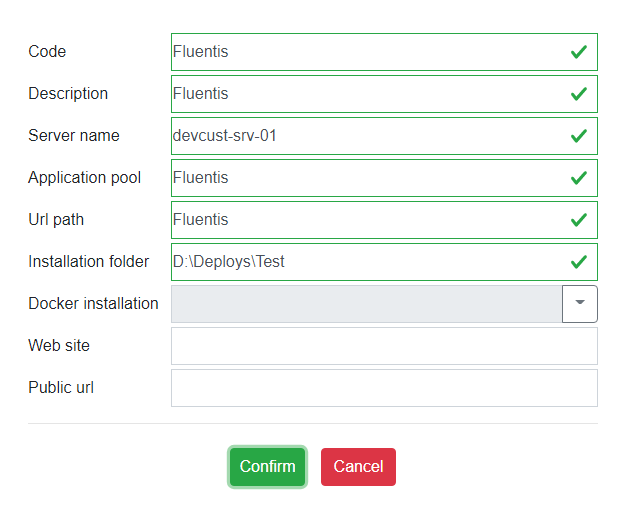 Code Fluentis
Description Fluentis
Server name devcust-srv-01
Application pool Fluentis
Url path Fluentis
Installation folder D:\Deploys\Test
Docker installation
Web site
Public url
Confirm Cancel